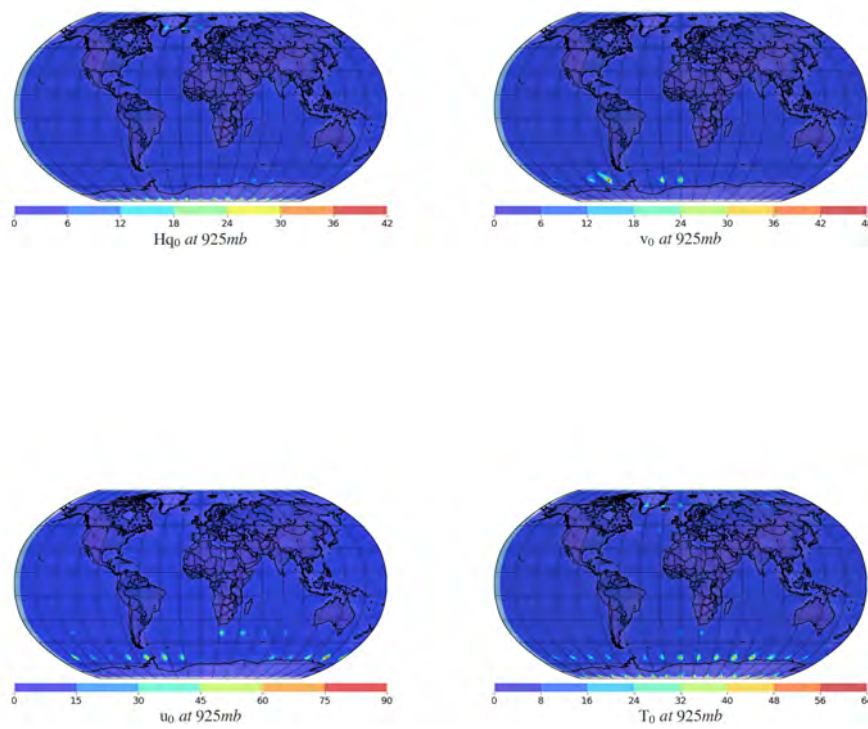 0 6 12 18 24 30 36 42
Hq₀ at 925mb
0 6 12 18 24 30 36 42 48
v₀ at 925mb
0 15 30 45 60 75 90
u₀ at 925mb
0 8 16 24 32 40 48 56 64
T₀ at 925mb